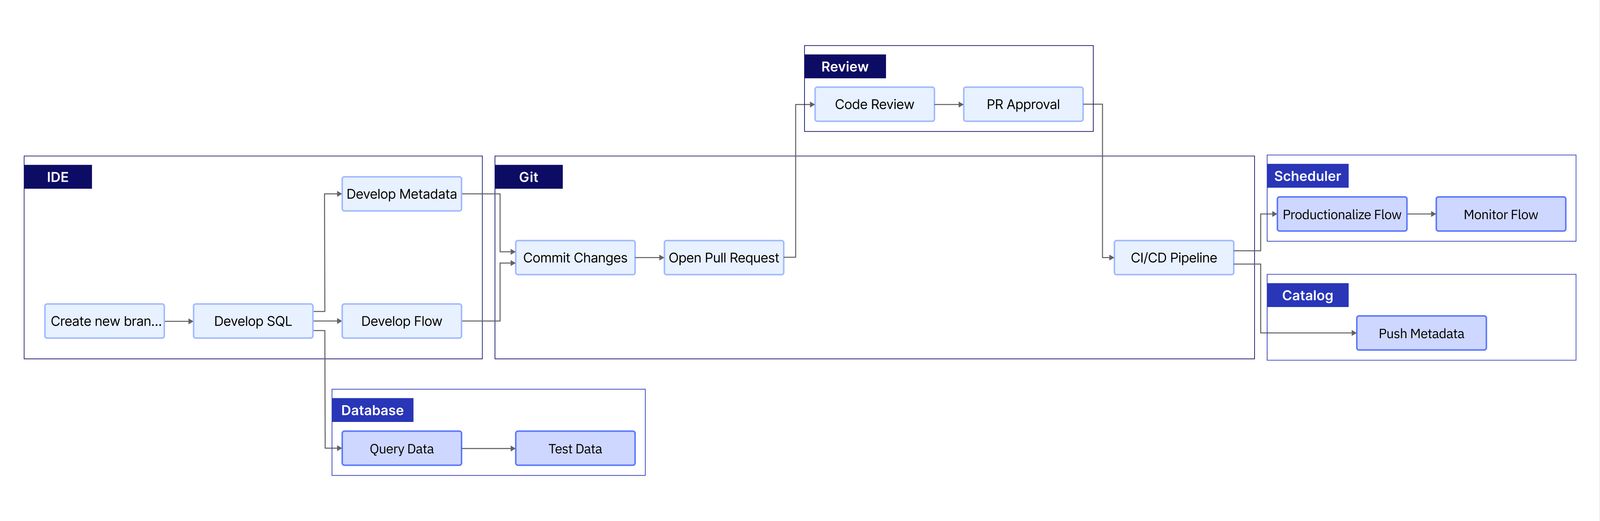 Review
Code Review
PR Approval
IDE
Develop Metadata
Create new bran...
Develop SQL
Develop Flow
Git
Commit Changes
Open Pull Request
CI/CD Pipeline
Scheduler
Productionalize Flow
Monitor Flow
Catalog
Push Metadata
Database
Query Data
Test Data